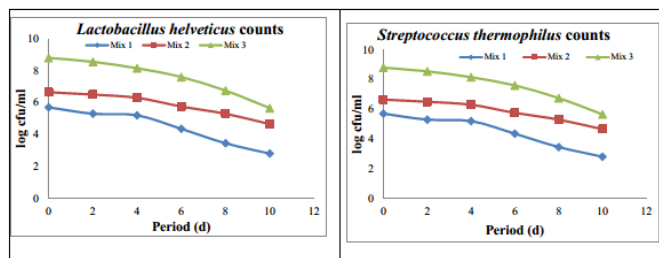 Lactobacillus helveticus counts
Mix 1 Mix 2 Mix 3
log cfu/ml
10
8
6
4
2
0
0 2 4 6 8 10 12
Period (d)
Streptococcus thermophilus counts
Mix 1 Mix 2 Mix 3
log cfu/ml
10
8
6
4
2
0
0 2 4 6 8 10 12
Period (d)